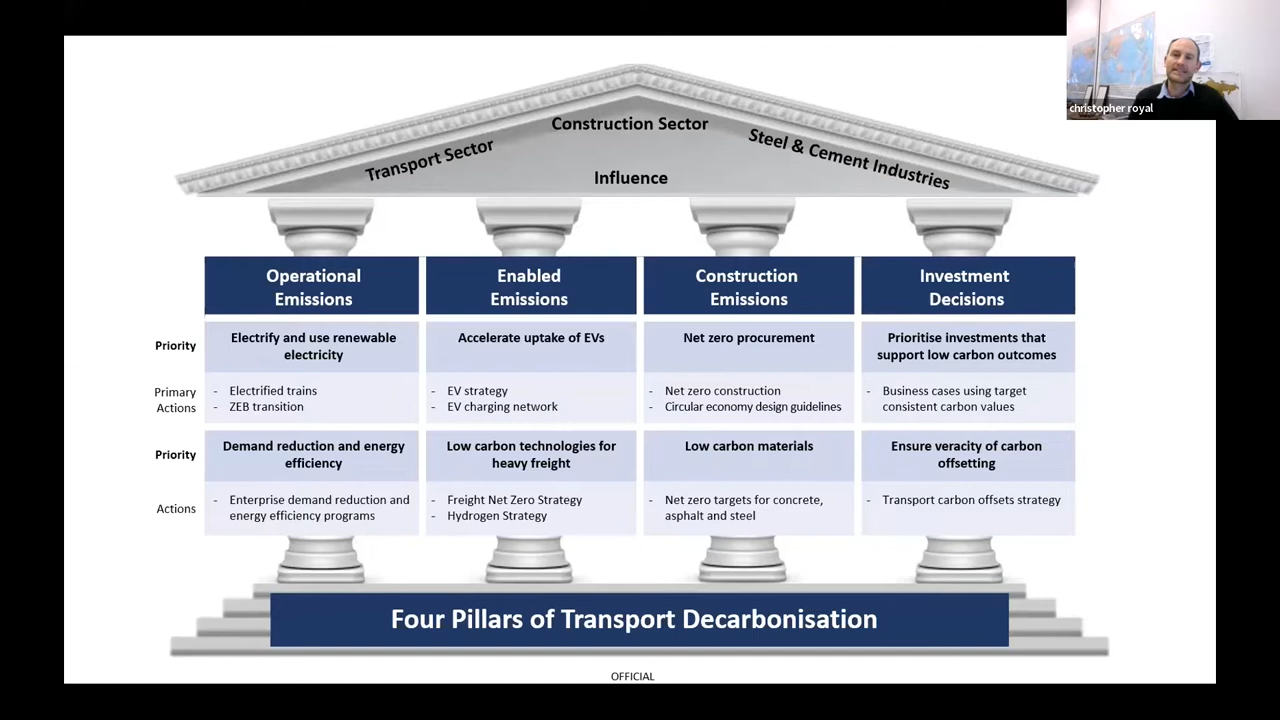 christopher royal
Construction Sector
Transport Sector
Steel & Cement Industries
Influence
Operational
Emissions
Enabled
Emissions
Construction
Emissions
Investment
Decisions
Priority
Electrify and use renewable
electricity
Accelerate uptake of EVs
Net zero procurement
Prioritise investments that
support low carbon outcomes
Primary
Actions
- Electrified trains
- ZEB transition
- EV strategy
- EV charging network
- Net zero construction
- Circular economy design guidelines
- Business cases using target
consistent carbon values
Priority
Demand reduction and energy
efficiency
Low carbon technologies for
heavy freight
Low carbon materials
Ensure veracity of carbon
offsetting
Actions
- Enterprise demand reduction and
energy efficiency programs
- Freight Net Zero Strategy
- Hydrogen Strategy
- Net zero targets for concrete,
asphalt and steel
- Transport carbon offsets strategy
Four Pillars of Transport Decarbonisation
OFFICIAL